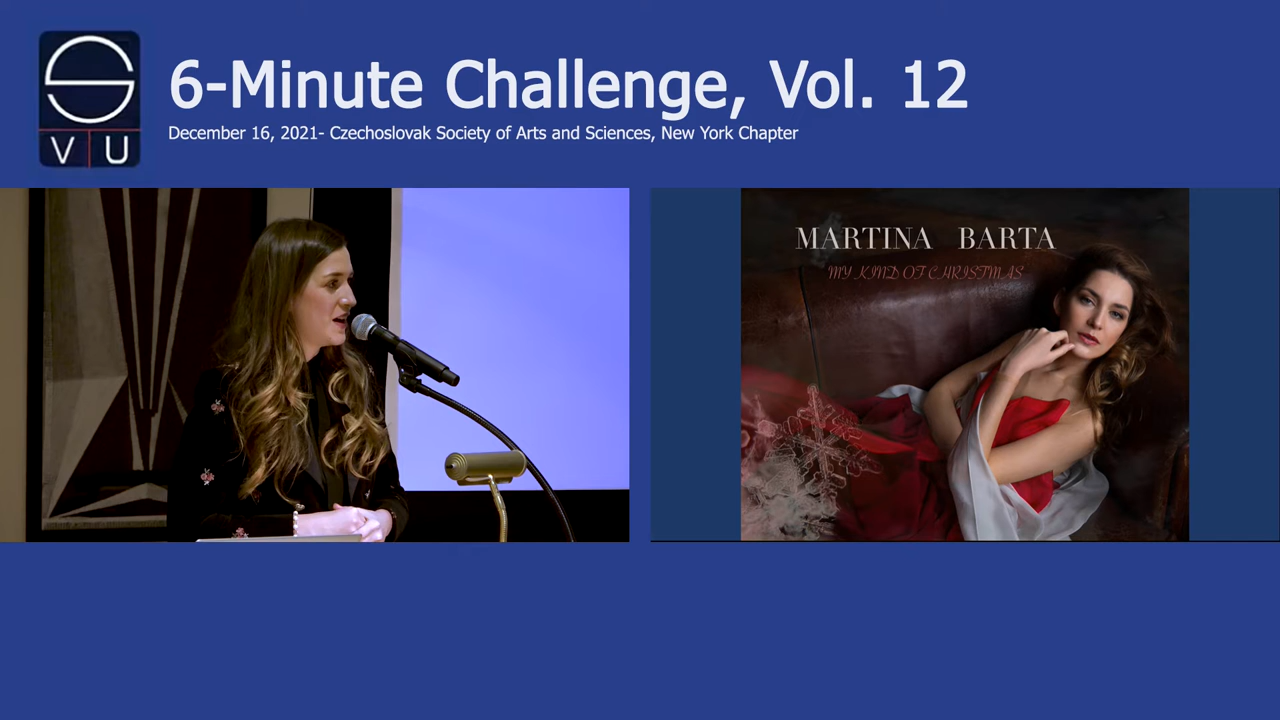 S
V U
6-Minute Challenge, Vol. 12
December 16, 2021- Czechoslovak Society of Arts and Sciences, New York Chapter
MARTINA BARTA
MY KIND OF CHRISTMAS